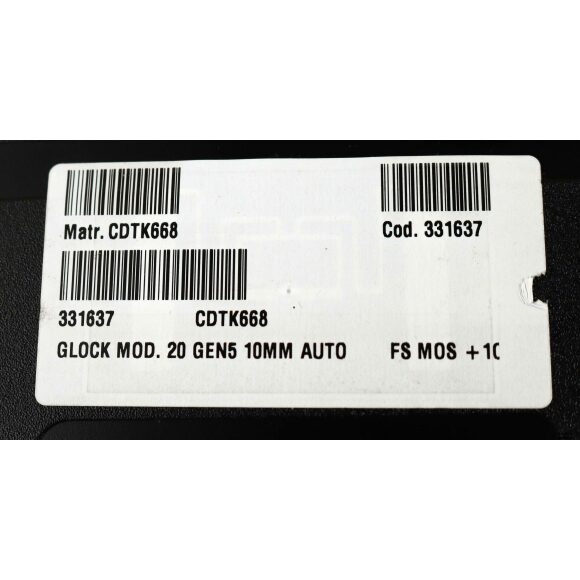 Matr. CDTK668 Cod. 331637
331637 CDTK668
GLOCK MOD. 20 GEN5 10MM AUTO FS MOS +10